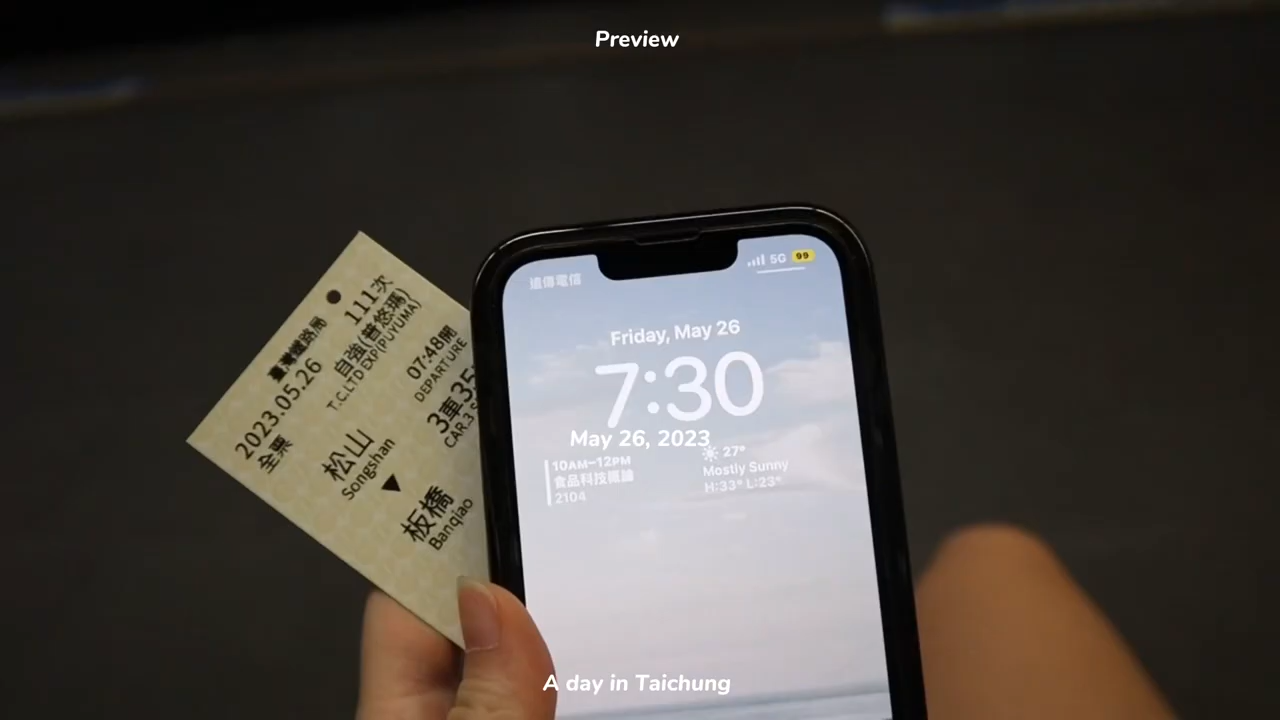 Preview
臺灣鐵路局
111次
2023.05.26
自強(普悠瑪)
全票
T.C.LTD EXP(PUYUMA)
07:48開
DEPARTURE
松山
Songshan
3車35
CAR.3 S
板橋
Banqiao
遠傳電信
5G 99
Friday, May 26
7:30
May 26, 2023
10AM–12PM
食品科技概論
2104
27°
Mostly Sunny
H:33° L:23°
A day in Taichung